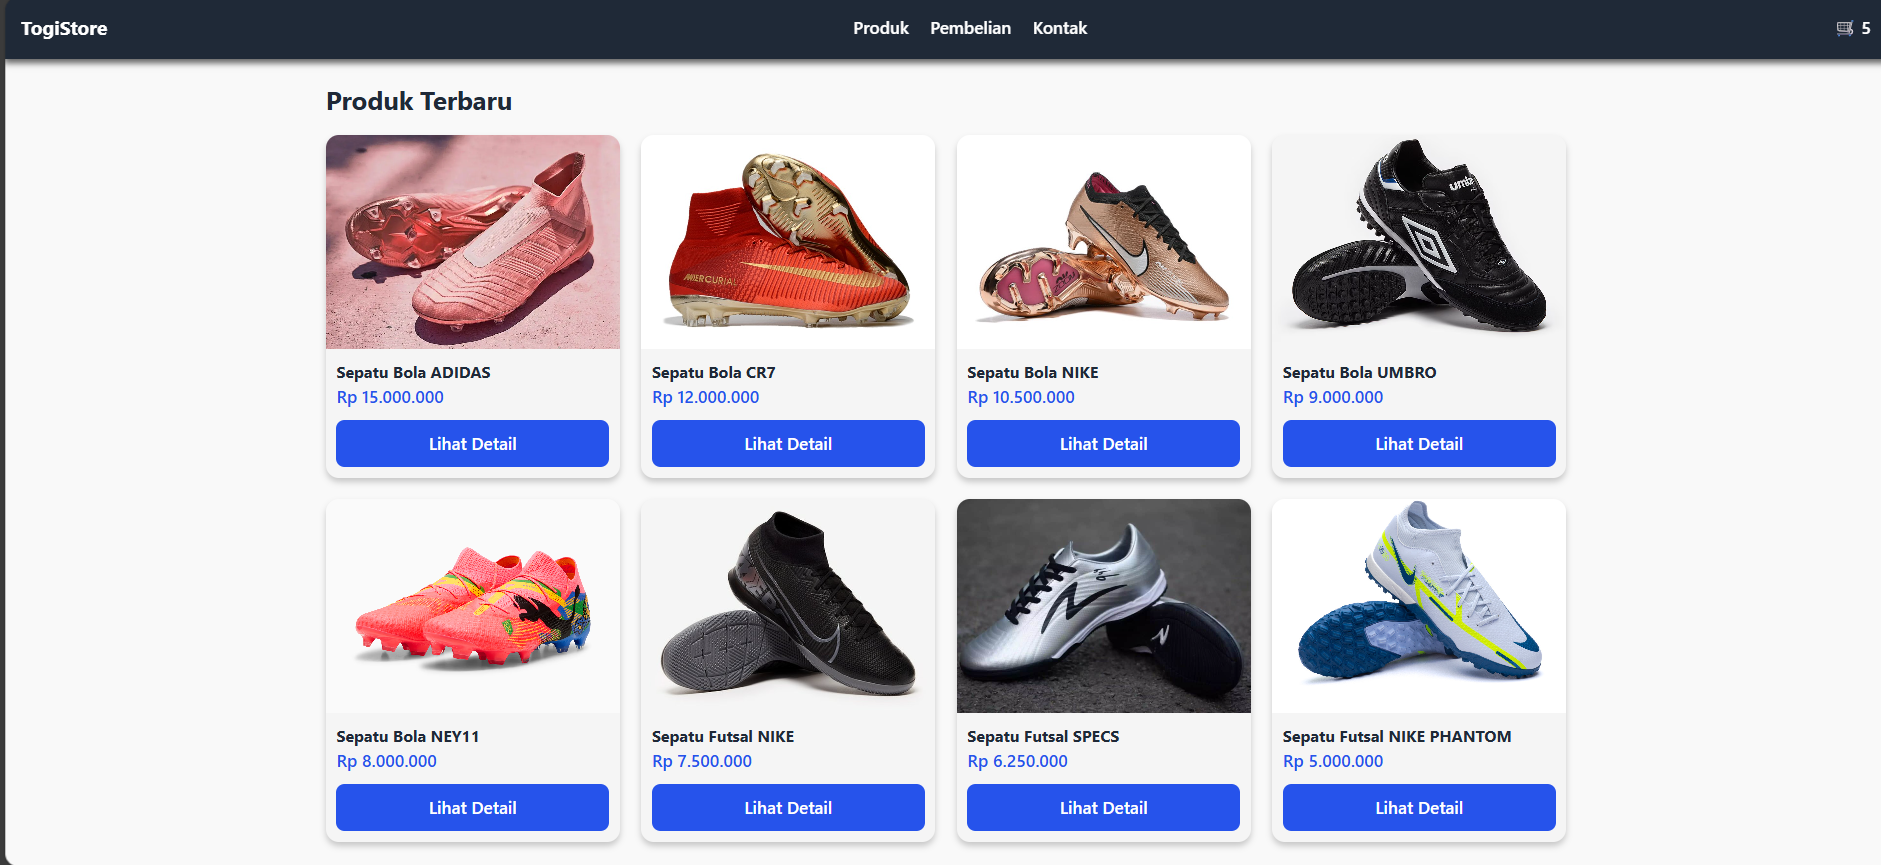 TogiStore
Produk Pembelian Kontak
5
Produk Terbaru
MERCURIAL
umbro
Sepatu Bola ADIDAS
Rp 15.000.000
Lihat Detail
Sepatu Bola CR7
Rp 12.000.000
Lihat Detail
Sepatu Bola NIKE
Rp 10.500.000
Lihat Detail
Sepatu Bola UMBRO
Rp 9.000.000
Lihat Detail
Sepatu Bola NEY11
Rp 8.000.000
Lihat Detail
Sepatu Futsal NIKE
Rp 7.500.000
Lihat Detail
Sepatu Futsal SPECS
Rp 6.250.000
Lihat Detail
Sepatu Futsal NIKE PHANTOM
Rp 5.000.000
Lihat Detail